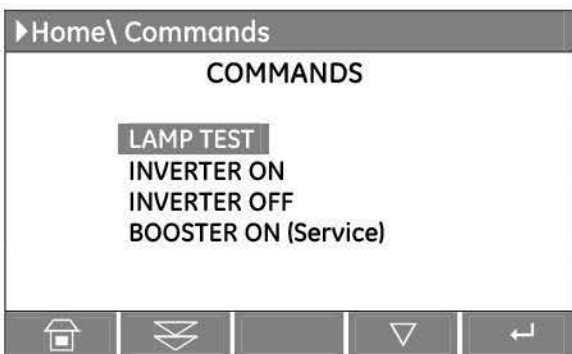 Home\ Commands
COMMANDS
LAMP TEST
INVERTER ON
INVERTER OFF
BOOSTER ON (Service)